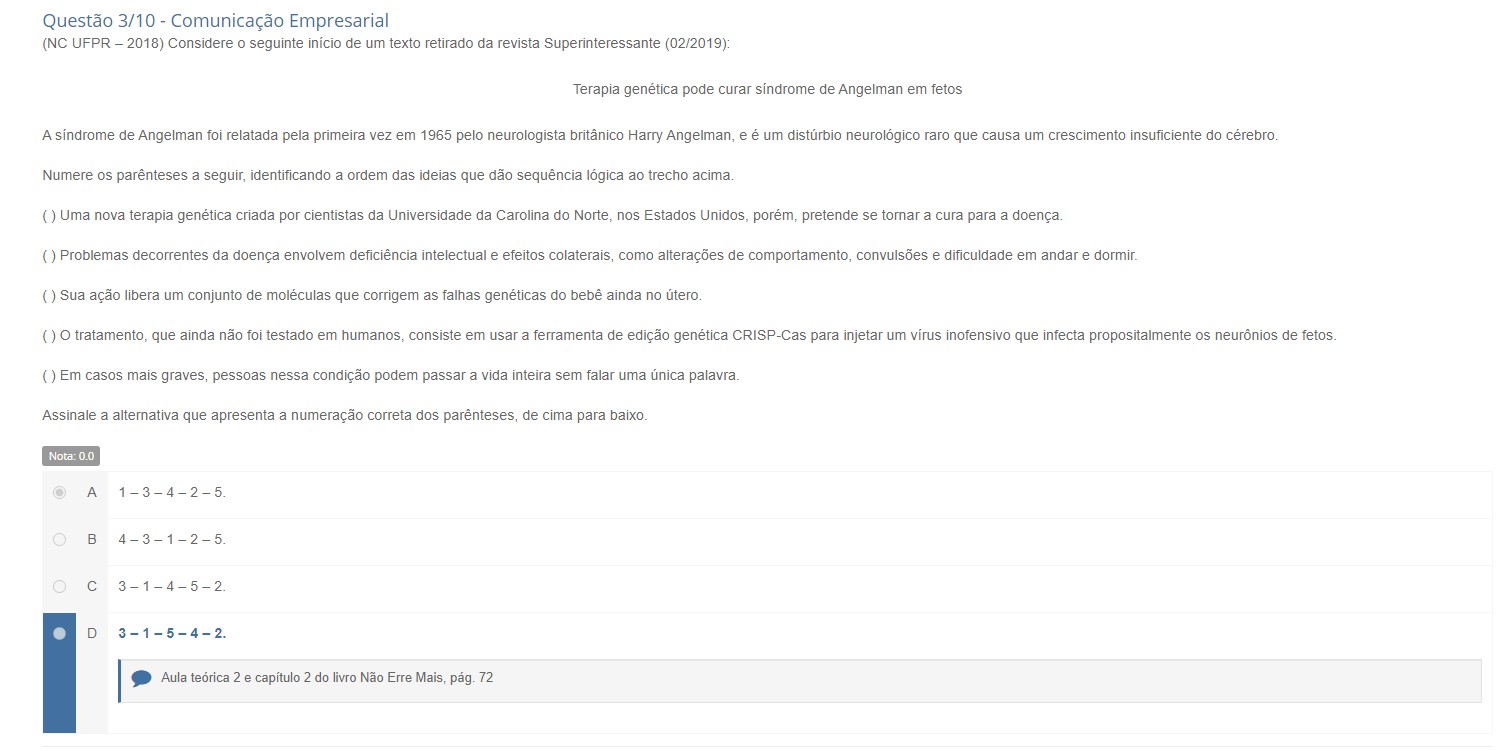 Questão 3/10 - Comunicação Empresarial
(NC UFPR – 2018) Considere o seguinte início de um texto retirado da revista Superinteressante (02/2019):
Terapia genética pode curar síndrome de Angelman em fetos
A síndrome de Angelman foi relatada pela primeira vez em 1965 pelo neurologista britânico Harry Angelman, e é um distúrbio neurológico raro que causa um crescimento insuficiente do cérebro.
Numere os parênteses a seguir, identificando a ordem das ideias que dão sequência lógica ao trecho acima.
( ) Uma nova terapia genética criada por cientistas da Universidade da Carolina do Norte, nos Estados Unidos, porém, pretende se tornar a cura para a doença.
( ) Problemas decorrentes da doença envolvem deficiência intelectual e efeitos colaterais, como alterações de comportamento, convulsões e dificuldade em andar e dormir.
( ) Sua ação libera um conjunto de moléculas que corrigem as falhas genéticas do bebê ainda no útero.
( ) O tratamento, que ainda não foi testado em humanos, consiste em usar a ferramenta de edição genética CRISP-Cas para injetar um vírus inofensivo que infecta propositalmente os neurônios de fetos.
( ) Em casos mais graves, pessoas nessa condição podem passar a vida inteira sem falar uma única palavra.
Assinale a alternativa que apresenta a numeração correta dos parênteses, de cima para baixo.
Nota: 0.0
A 1 – 3 – 4 – 2 – 5.
B 4 – 3 – 1 – 2 – 5.
C 3 – 1 – 4 – 5 – 2.
D 3 – 1 – 5 – 4 – 2.
Aula teórica 2 e capítulo 2 do livro Não Erre Mais, pág. 72